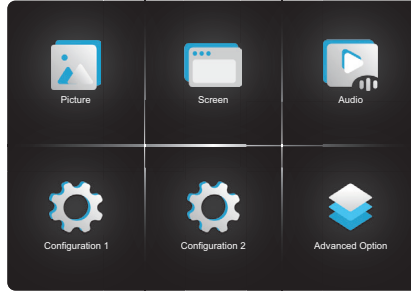 Picture
Screen
Audio
Configuration 1
Configuration 2
Advanced Option